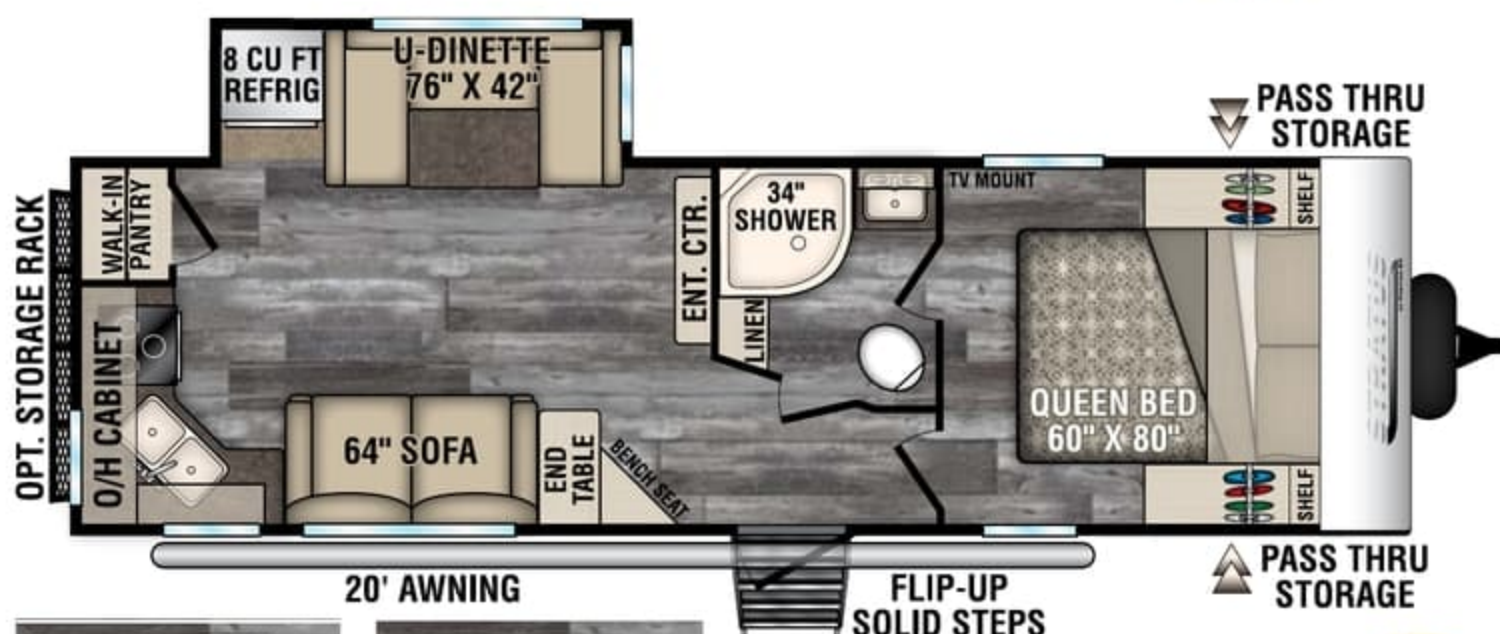 8 CU FT
REFRIG
U-DINETTE
76" X 42"
PASS THRU
STORAGE
OPT. STORAGE RACK
WALK-IN
PANTRY
O/H CABINET
ENT. CTR.
34"
SHOWER
LINEN
TV MOUNT
SHELF
QUEEN BED
60" X 80"
SHELF
64" SOFA
END
TABLE
BENCH SEAT
20' AWNING
FLIP-UP
SOLID STEPS
PASS THRU
STORAGE